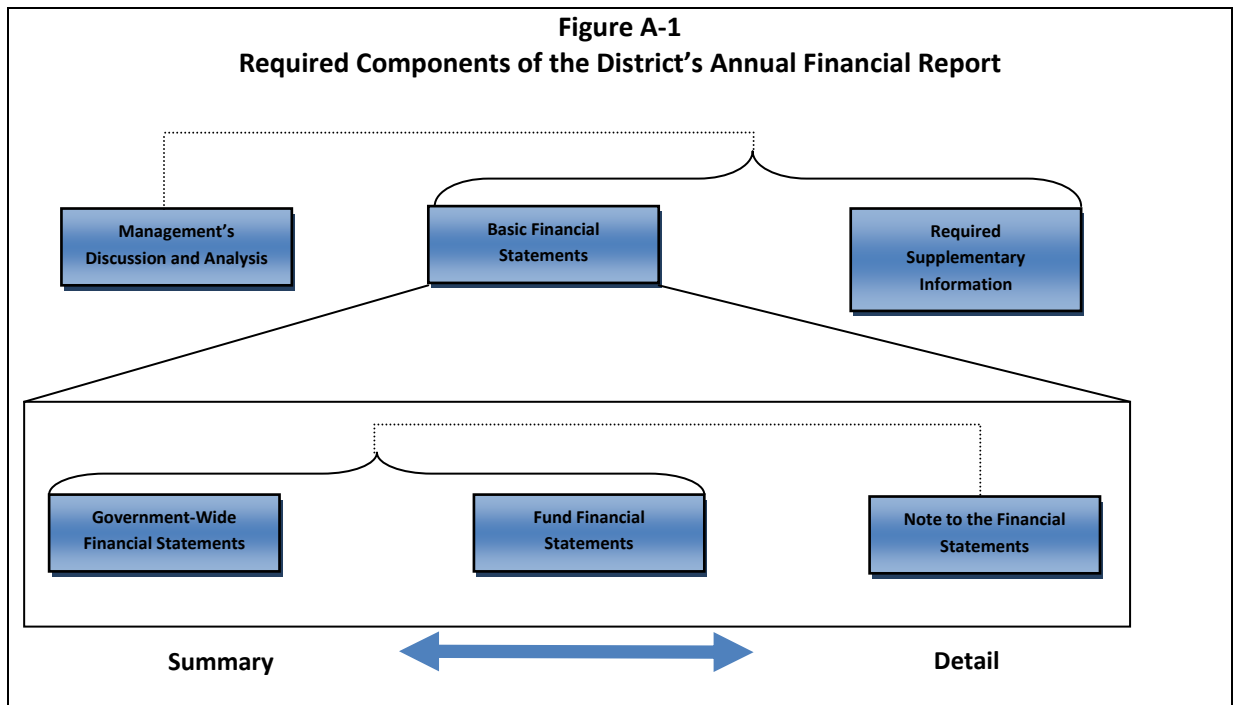 Figure A-1
Required Components of the District’s Annual Financial Report
Management’s
Discussion and Analysis
Basic Financial
Statements
Required
Supplementary
Information
Government-Wide
Financial Statements
Fund Financial
Statements
Note to the Financial
Statements
Summary
Detail